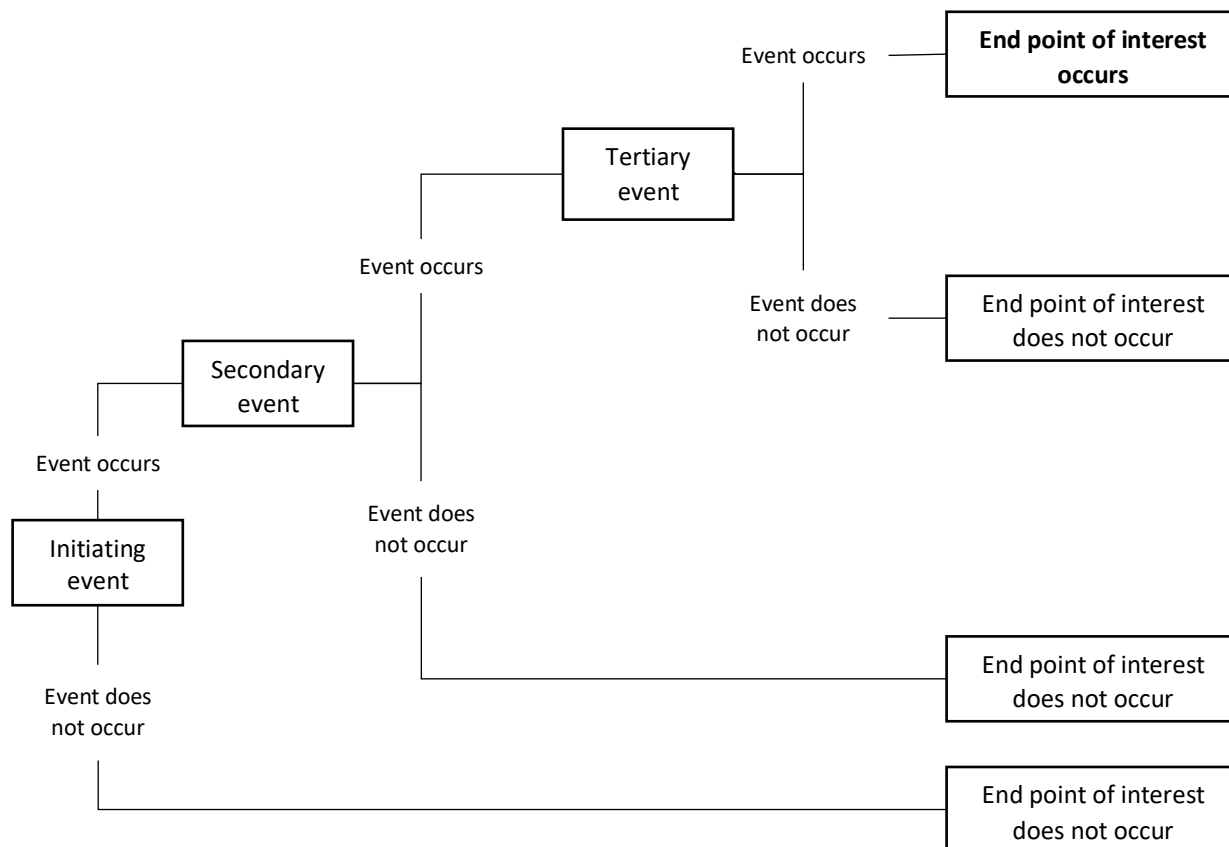 Event occurs
End point of interest
occurs
Tertiary
event
Event occurs
Event does
not occur
End point of interest
does not occur
Secondary
event
Event occurs
Event does
not occur
Initiating
event
End point of interest
does not occur
Event does
not occur
End point of interest
does not occur